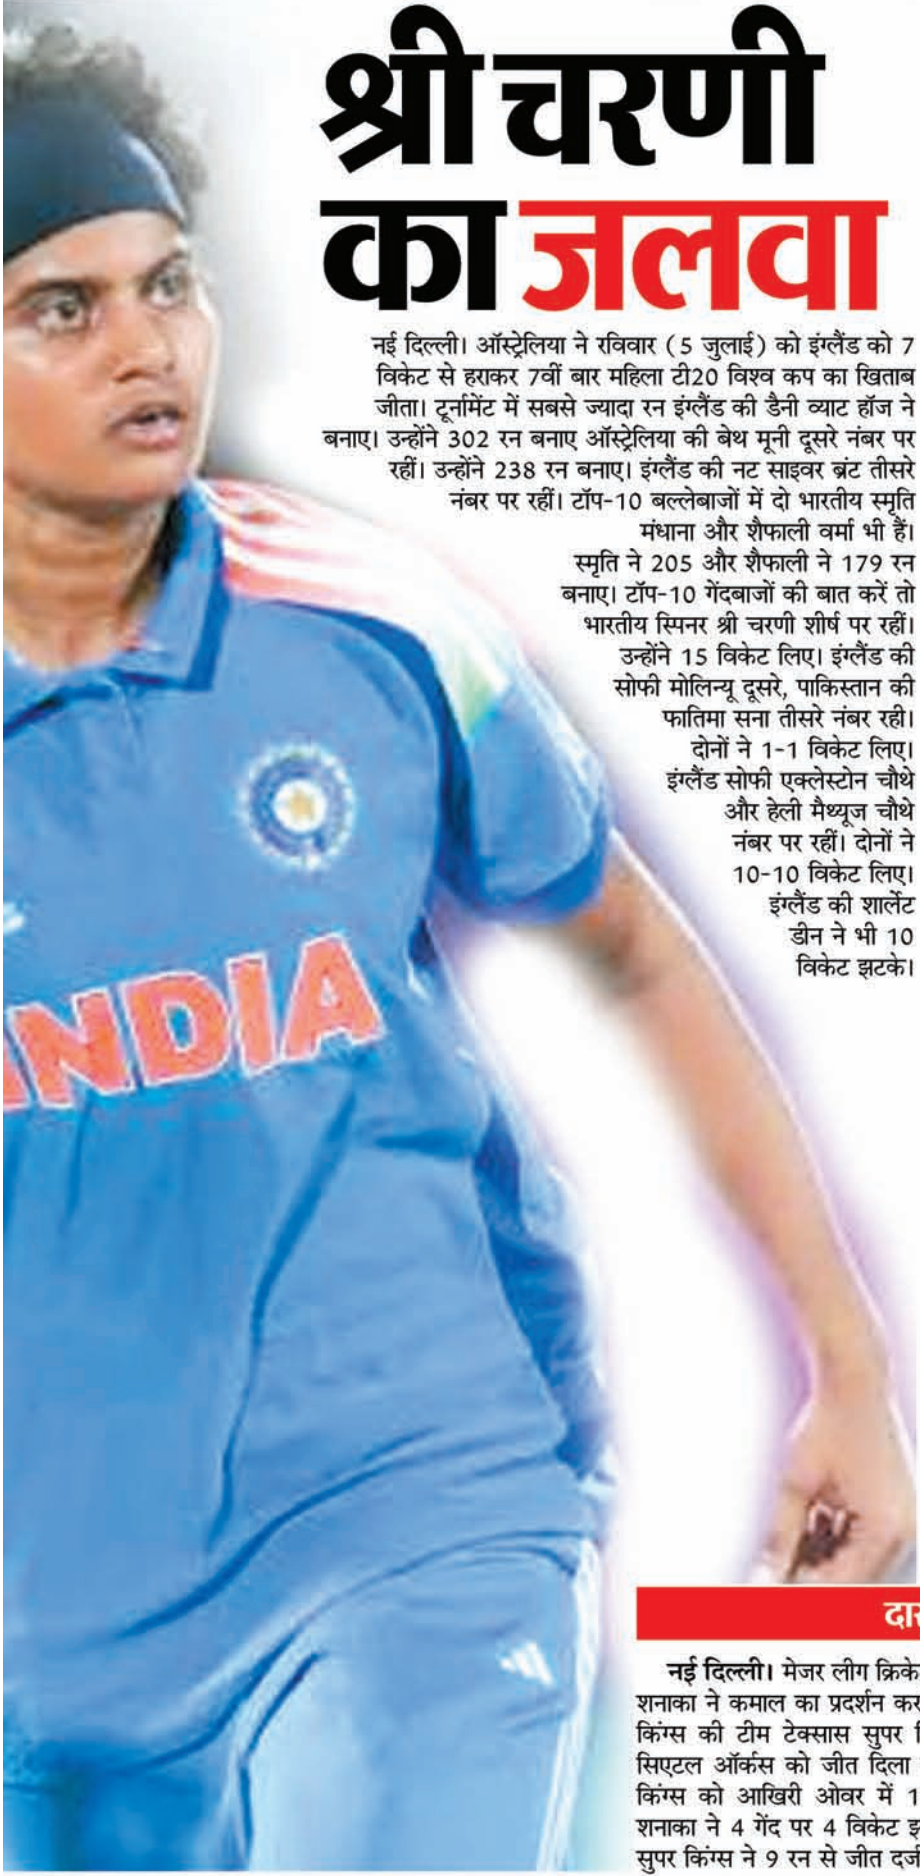 श्री चरणी
का जलवा
नई दिल्ली। ऑस्ट्रेलिया ने रविवार (5 जुलाई) को इंग्लैंड को 7
विकेट से हराकर 7वीं बार महिला टी20 विश्व कप का खिताब
जीता। टूर्नामेंट में सबसे ज्यादा रन इंग्लैंड की डैनी व्याट हॉज ने
बनाए। उन्होंने 302 रन बनाए ऑस्ट्रेलिया की बेथ मूनी दूसरे नंबर पर
रहीं। उन्होंने 238 रन बनाए। इंग्लैंड की नट साइवर ब्रंट तीसरे
नंबर पर रहीं। टॉप-10 बल्लेबाजों में दो भारतीय स्मृति
मंधाना और शैफाली वर्मा भी हैं।
स्मृति ने 205 और शैफाली ने 179 रन
बनाए। टॉप-10 गेंदबाजों की बात करें तो
भारतीय स्पिनर श्री चरणी शीर्ष पर रहीं।
उन्होंने 15 विकेट लिए। इंग्लैंड की
सोफी मोलिन्यू दूसरे, पाकिस्तान की
फातिमा सना तीसरे नंबर रही।
दोनों ने 1-1 विकेट लिए।
इंग्लैंड सोफी एक्लेस्टोन चौथे
और हेली मैथ्यूज चौथे
नंबर पर रहीं। दोनों ने
10-10 विकेट लिए।
इंग्लैंड की शार्लेट
डीन ने भी 10
विकेट झटके।
INDIA
नई दिल्ली। मेजर लीग क्रिके
शनाका ने कमाल का प्रदर्शन कर
किंग्स की टीम टेक्सास सुपर
सिएटल ऑर्कस को जीत दिला
किंग्स को आखिरी ओवर में 1
शनाका ने 4 गेंद पर 4 विकेट झ
सुपर किंग्स ने 9 रन से जीत दर्ज